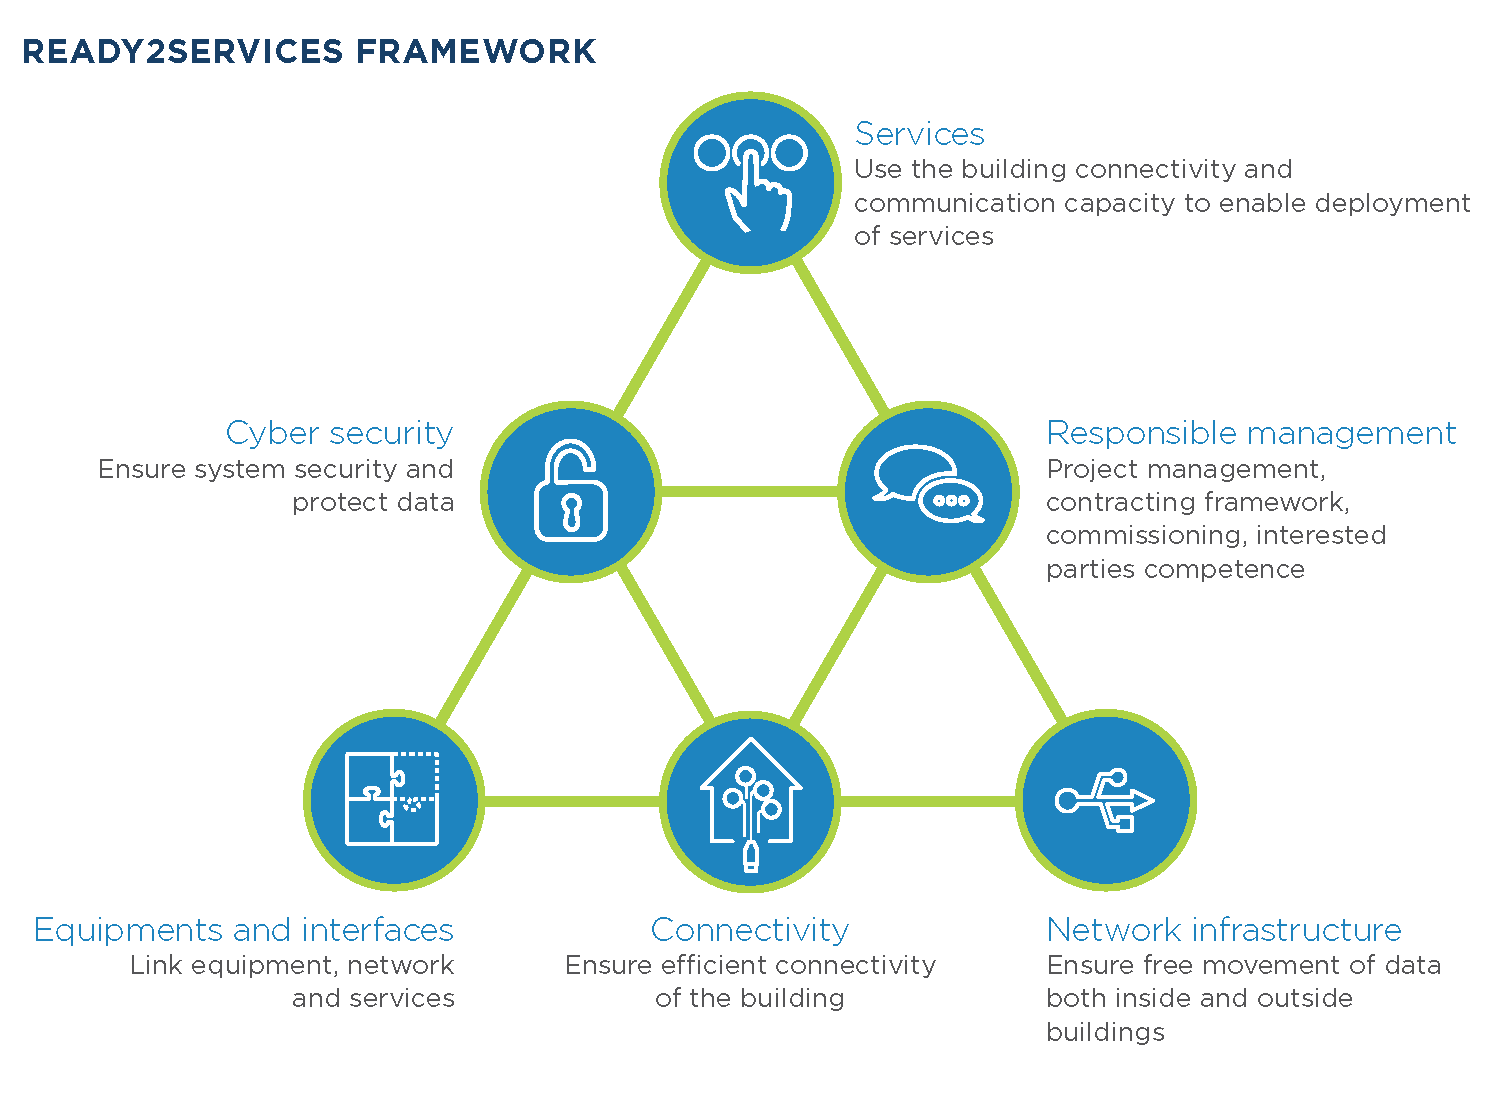 READY2SERVICES FRAMEWORK
Services
Use the building connectivity and
communication capacity to enable deployment
of services
Cyber security
Ensure system security and
protect data
Responsible management
Project management,
contracting framework,
commissioning, interested
parties competence
Equipments and interfaces
Link equipment, network
and services
Connectivity
Ensure efficient connectivity
of the building
Network infrastructure
Ensure free movement of data
both inside and outside
buildings